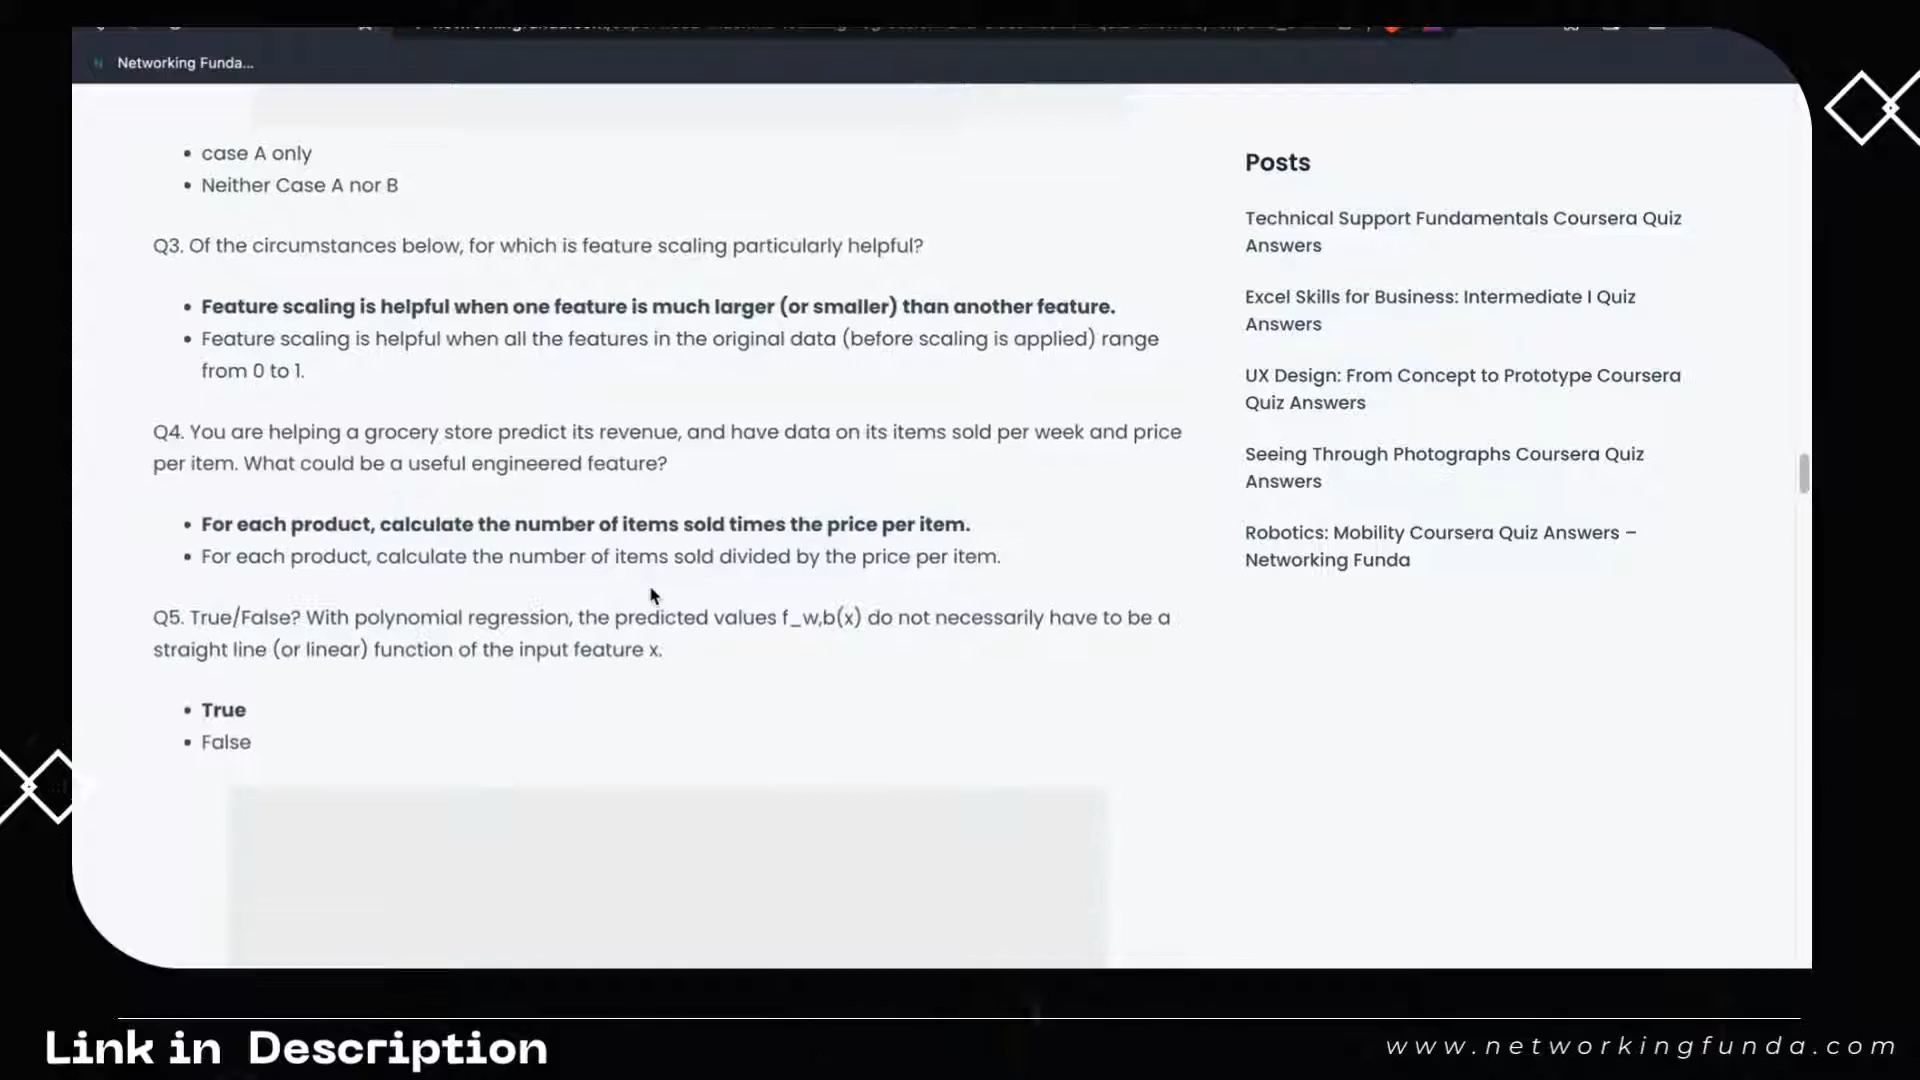 Networking Funda...
case A only
Neither Case A nor B
Q3. Of the circumstances below, for which is feature scaling particularly helpful?
Feature scaling is helpful when one feature is much larger (or smaller) than another feature.
Feature scaling is helpful when all the features in the original data (before scaling is applied) range
from 0 to 1.
Q4. You are helping a grocery store predict its revenue, and have data on its items sold per week and price
per item. What could be a useful engineered feature?
For each product, calculate the number of items sold times the price per item.
For each product, calculate the number of items sold divided by the price per item.
Q5. True/False? With polynomial regression, the predicted values f_w,b(x) do not necessarily have to be a
straight line (or linear) function of the input feature x.
True
False
Posts
Technical Support Fundamentals Coursera Quiz
Answers
Excel Skills for Business: Intermediate I Quiz
Answers
UX Design: From Concept to Prototype Coursera
Quiz Answers
Seeing Through Photographs Coursera Quiz
Answers
Robotics: Mobility Coursera Quiz Answers –
Networking Funda
Link in Description
www.networkingfunda.com